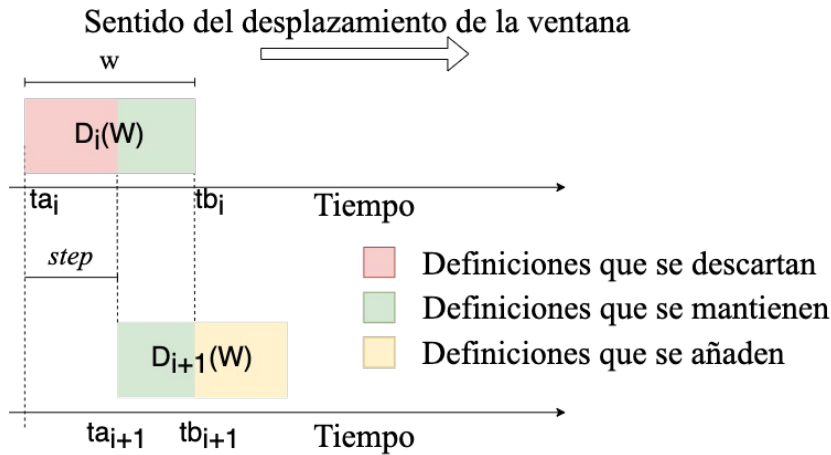 Sentido del desplazamiento de la ventana
w
Di(W)
tai
tbi
Tiempo
step
Definiciones que se descartan
Definiciones que se mantienen
Definiciones que se añaden
Di+1(W)
tai+1
tbi+1
Tiempo